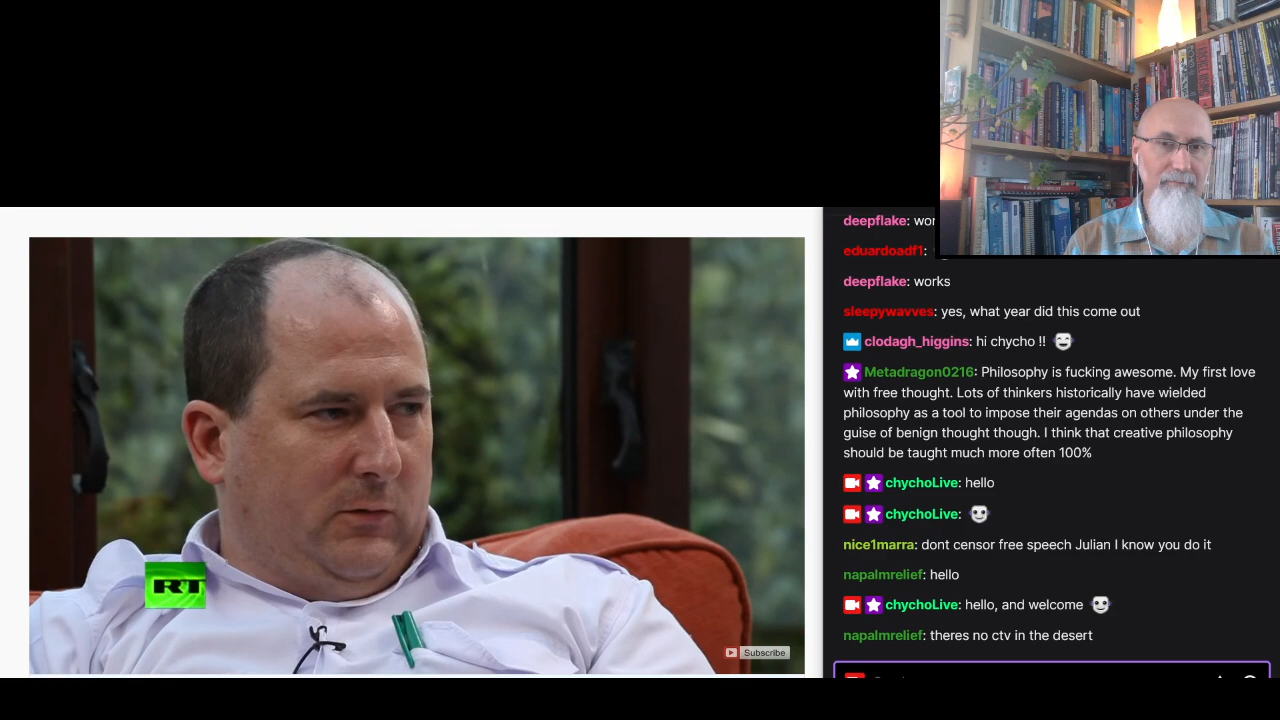 deepflake: wor
eduardoadf1:
deepflake: works
sleepywavves: yes, what year did this come out
clodagh_higgins: hi chycho !!
Metadragon0216: Philosophy is fucking awesome. My first love
with free thought. Lots of thinkers historically have wielded
philosophy as a tool to impose their agendas on others under the
guise of benign thought though. I think that creative philosophy
should be taught much more often 100%
chychoLive: hello
chychoLive:
nice1marra: dont censor free speech Julian I know you do it
napalmrelief: hello
chychoLive: hello, and welcome
napalmrelief: theres no ctv in the desert
RT
Subscribe